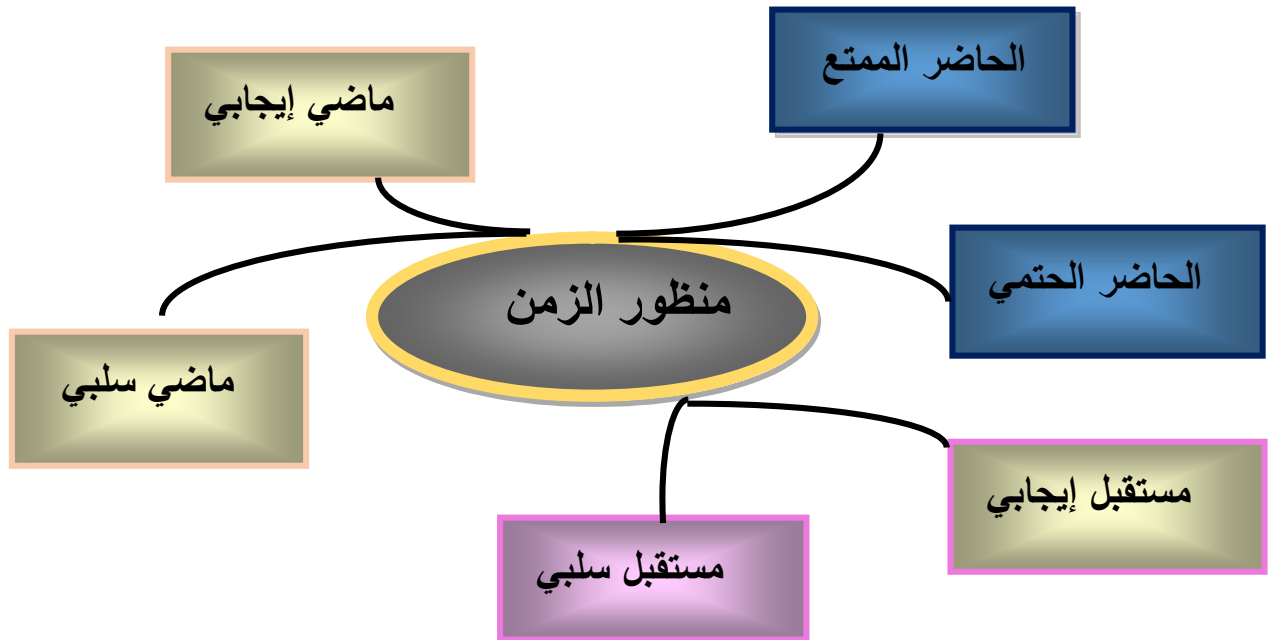 الحاضر الممتع
ماضي إيجابي
الحاضر الحتمي
منظور الزمن
ماضي سلبي
مستقبل إيجابي
مستقبل سلبي